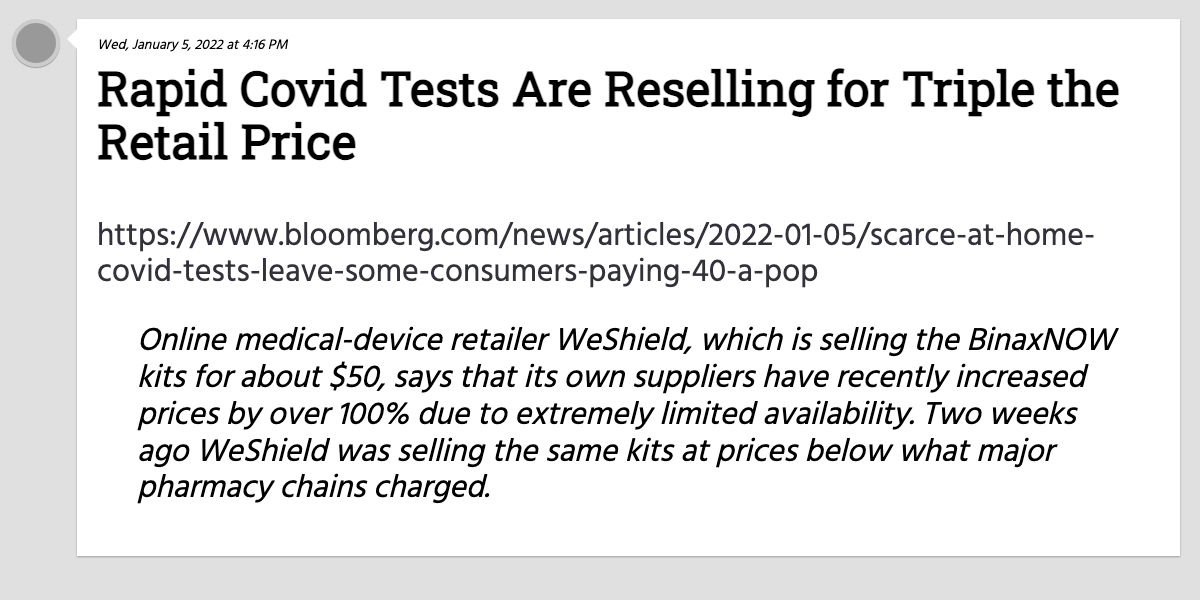 Wed, January 5, 2022 at 4:16 PM
Rapid Covid Tests Are Reselling for Triple the
Retail Price
https://www.bloomberg.com/news/articles/2022-01-05/scarce-at-home-
covid-tests-leave-some-consumers-paying-40-a-pop
Online medical-device retailer WeShield, which is selling the BinaxNOW
kits for about $50, says that its own suppliers have recently increased
prices by over 100% due to extremely limited availability. Two weeks
ago WeShield was selling the same kits at prices below what major
pharmacy chains charged.